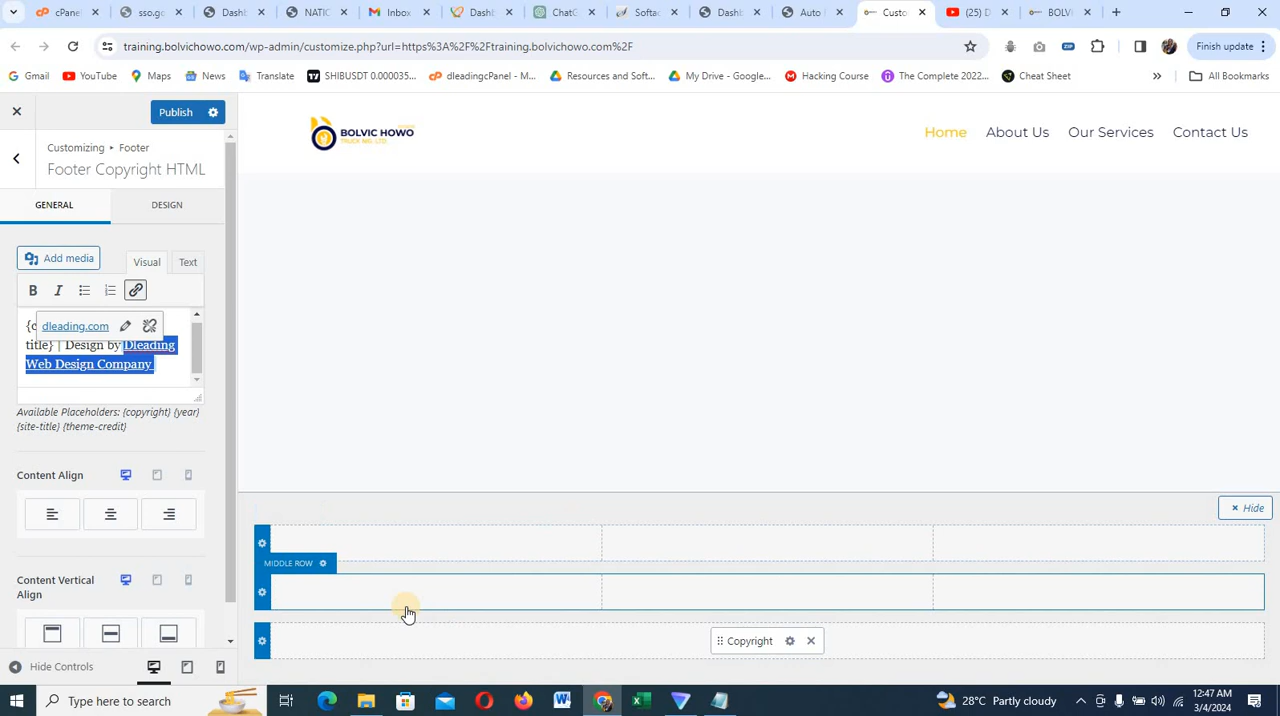 cPanel
sso.g
Dashb
NATIC
Inbox
Dashb
ChatG
Softac
Dashb
Auto
Custo
(25) D
BOLV
training.bolvichowo.com/wp-admin/customize.php?url=https%3A%2F%2Ftraining.bolvichowo.com%2F
Finish update
Gmail
YouTube
Maps
News
Translate
SHIBUSDT 0.000035...
dleadingcPanel - M...
Resources and Soft...
My Drive - Google...
Hacking Course
The Complete 2022...
Cheat Sheet
All Bookmarks
Publish
Customizing ‣ Footer
Footer Copyright HTML
GENERAL
DESIGN
Add media
Visual
Text
{c
dleading.com
title} | Design by Dleading
Web Design Company
Available Placeholders: {copyright} {year}
{site-title} {theme-credit}
Content Align
Content Vertical
Align
Hide Controls
BOLVIC HOWO
TRUCK NIG. LTD.
Home
About Us
Our Services
Contact Us
× Hide
MIDDLE ROW
Copyright
Type here to search
28°C Partly cloudy
12:47 AM
3/4/2024